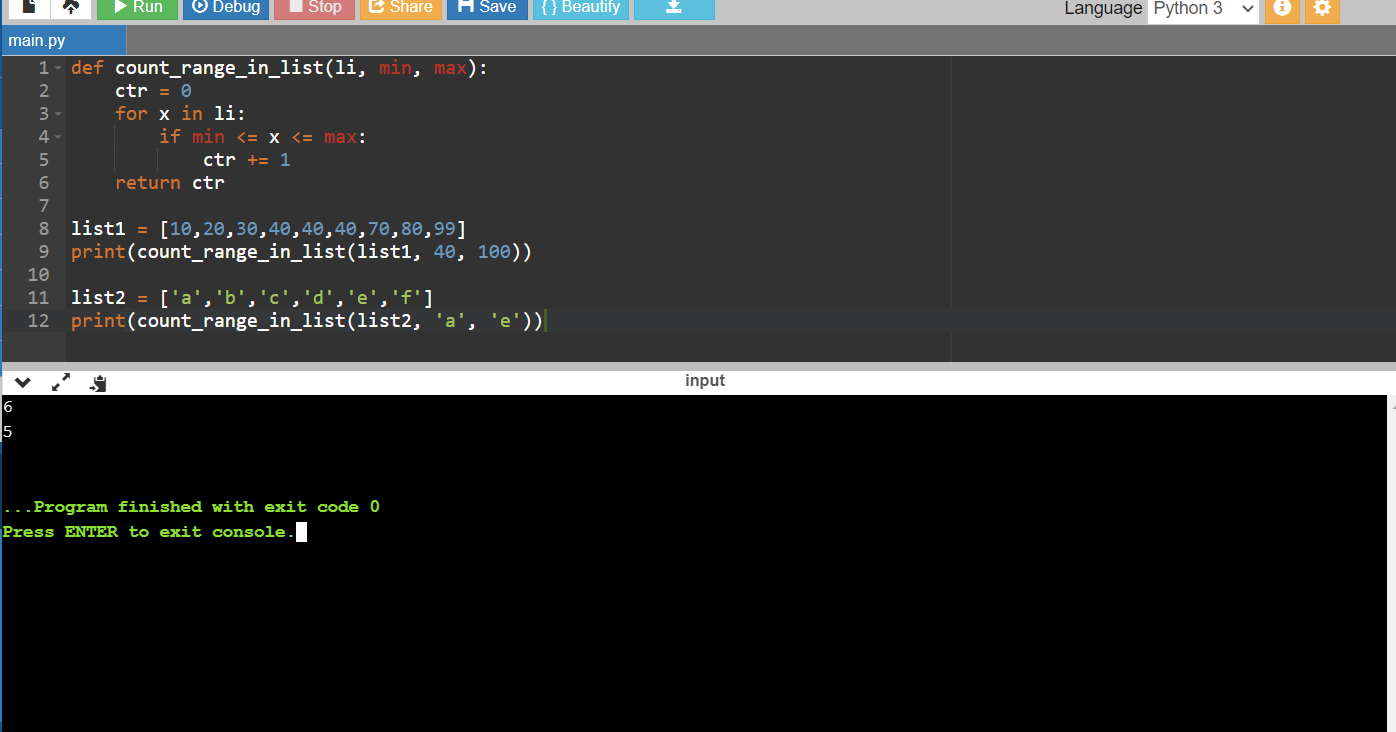 Run Debug Stop Share Save { } Beautify Language Python 3
main.py
1 def count_range_in_list(li, min, max):
2     ctr = 0
3     for x in li:
4         if min <= x <= max:
5             ctr += 1
6     return ctr
7
8 list1 = [10,20,30,40,40,40,70,80,99]
9 print(count_range_in_list(list1, 40, 100))
10
11 list2 = ['a','b','c','d','e','f']
12 print(count_range_in_list(list2, 'a', 'e'))
input
6
5
...Program finished with exit code 0
Press ENTER to exit console.